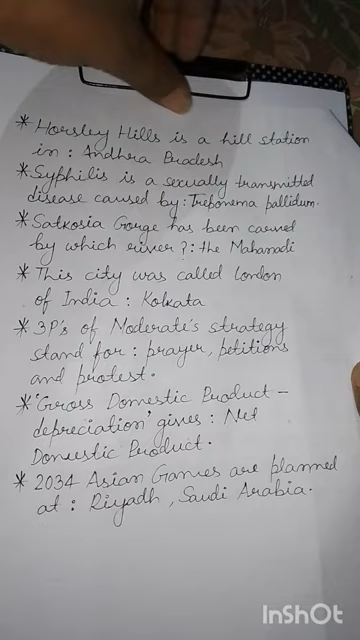 * Horsley Hills is a hill station
in : Andhra Pradesh
* Syphilis is a sexually transmitted
disease caused by : Treponema pallidum.
* Satkosia Gorge has been carved
by which river ? : the Mahanadi
* This city was called London
of India : Kolkata
* 3P's of Moderate's strategy
stand for : prayer, petitions
and protest.
* 'Gross Domestic Product -
depreciation' gives : Net
Domestic Product.
* 2034 Asian Games are planned
at : Riyadh, Saudi Arabia.
InShOt